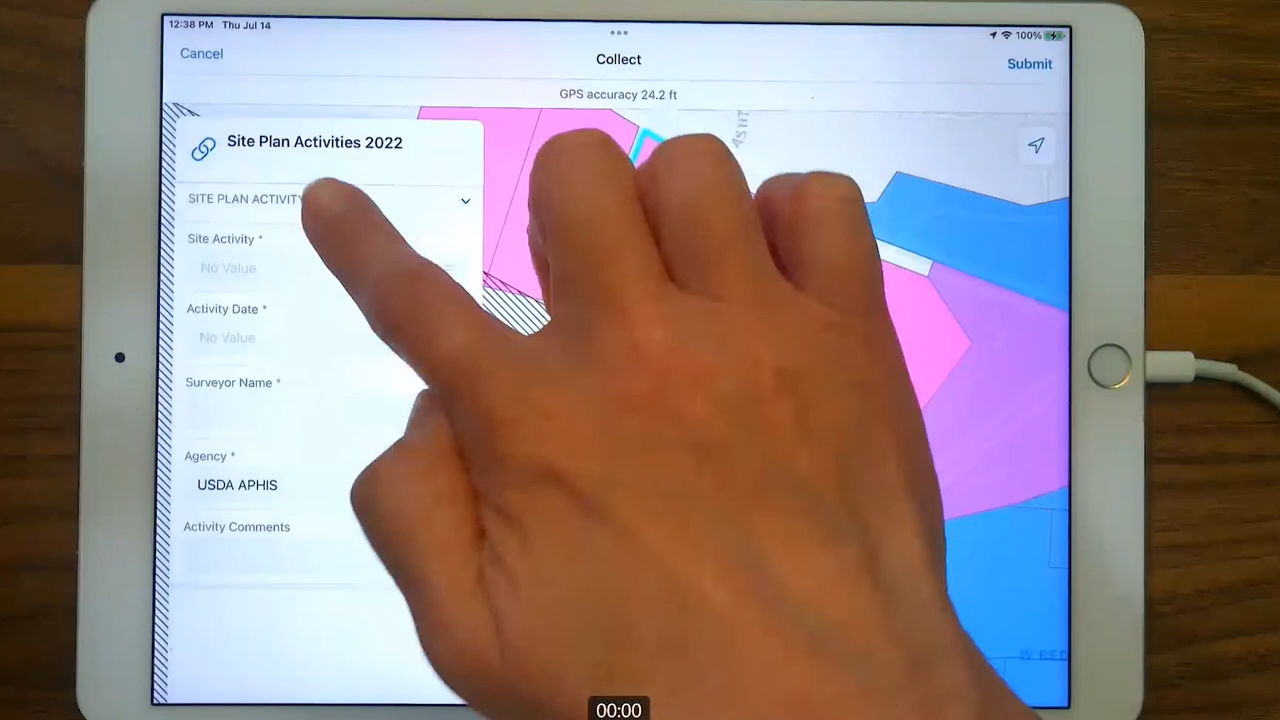 12:38 PM Thu Jul 14
100%
Cancel
Collect
Submit
GPS accuracy 24.2 ft
Site Plan Activities 2022
SITE PLAN ACTIVITY
Site Activity *
No Value
Activity Date *
No Value
Surveyor Name *
Agency *
USDA APHIS
Activity Comments
00:00